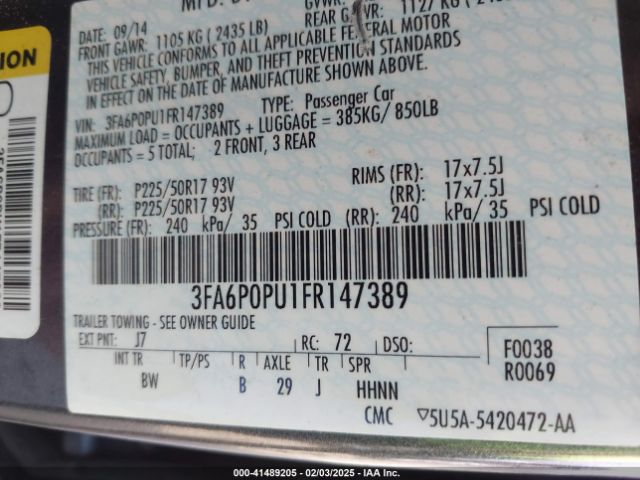 MFD. B
GVWR:
DATE: 09/14
REAR GAWR: 1127 KG
FRONT GAWR: 1105 KG ( 2435 LB)
THIS VEHICLE CONFORMS TO ALL APPLICABLE FEDERAL MOTOR
VEHICLE SAFETY, BUMPER, AND THEFT PREVENTION STANDARDS
IN EFFECT ON THE DATE OF MANUFACTURE SHOWN ABOVE.
VIN: 3FA6P0PU1FR147389 TYPE: Passenger Car
MAXIMUM LOAD = OCCUPANTS + LUGGAGE = 385KG/ 850LB
OCCUPANTS = 5 TOTAL; 2 FRONT, 3 REAR
TIRE (FR): P225/50R17 93V RIMS (FR): 17x7.5J
(RR): P225/50R17 93V (RR): 17x7.5J
PRESSURE (FR): 240 kPa/ 35 PSI COLD (RR): 240 kPa/ 35 PSI COLD
3FA6P0PU1FR147389
TRAILER TOWING - SEE OWNER GUIDE
EXT PNT: J7 RC: 72 DSO: F0038
INT TR TP/PS R AXLE TR SPR R0069
BW B 29 J HHNN
CMC ▽5U5A-5420472-AA
TION
000-41489205 - 02/03/2025 - IAA Inc.